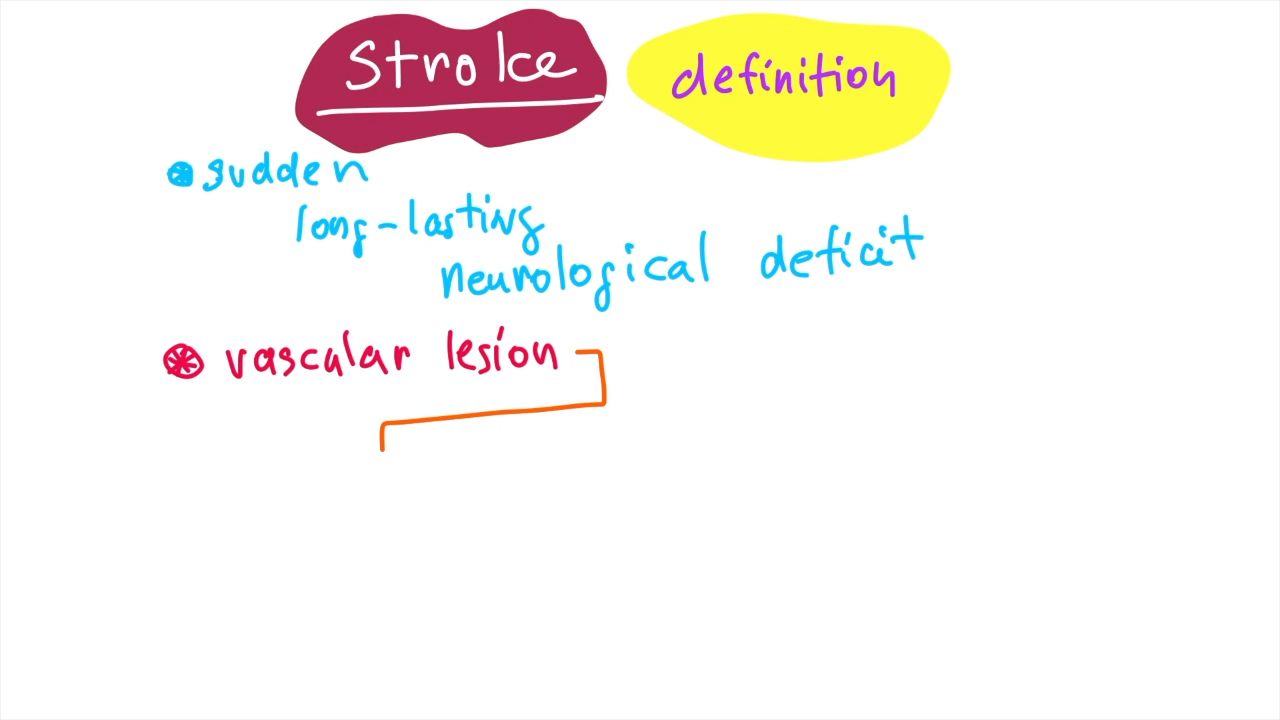 Stroke definition
sudden
long-lasting
neurological deficit
vascular lesion